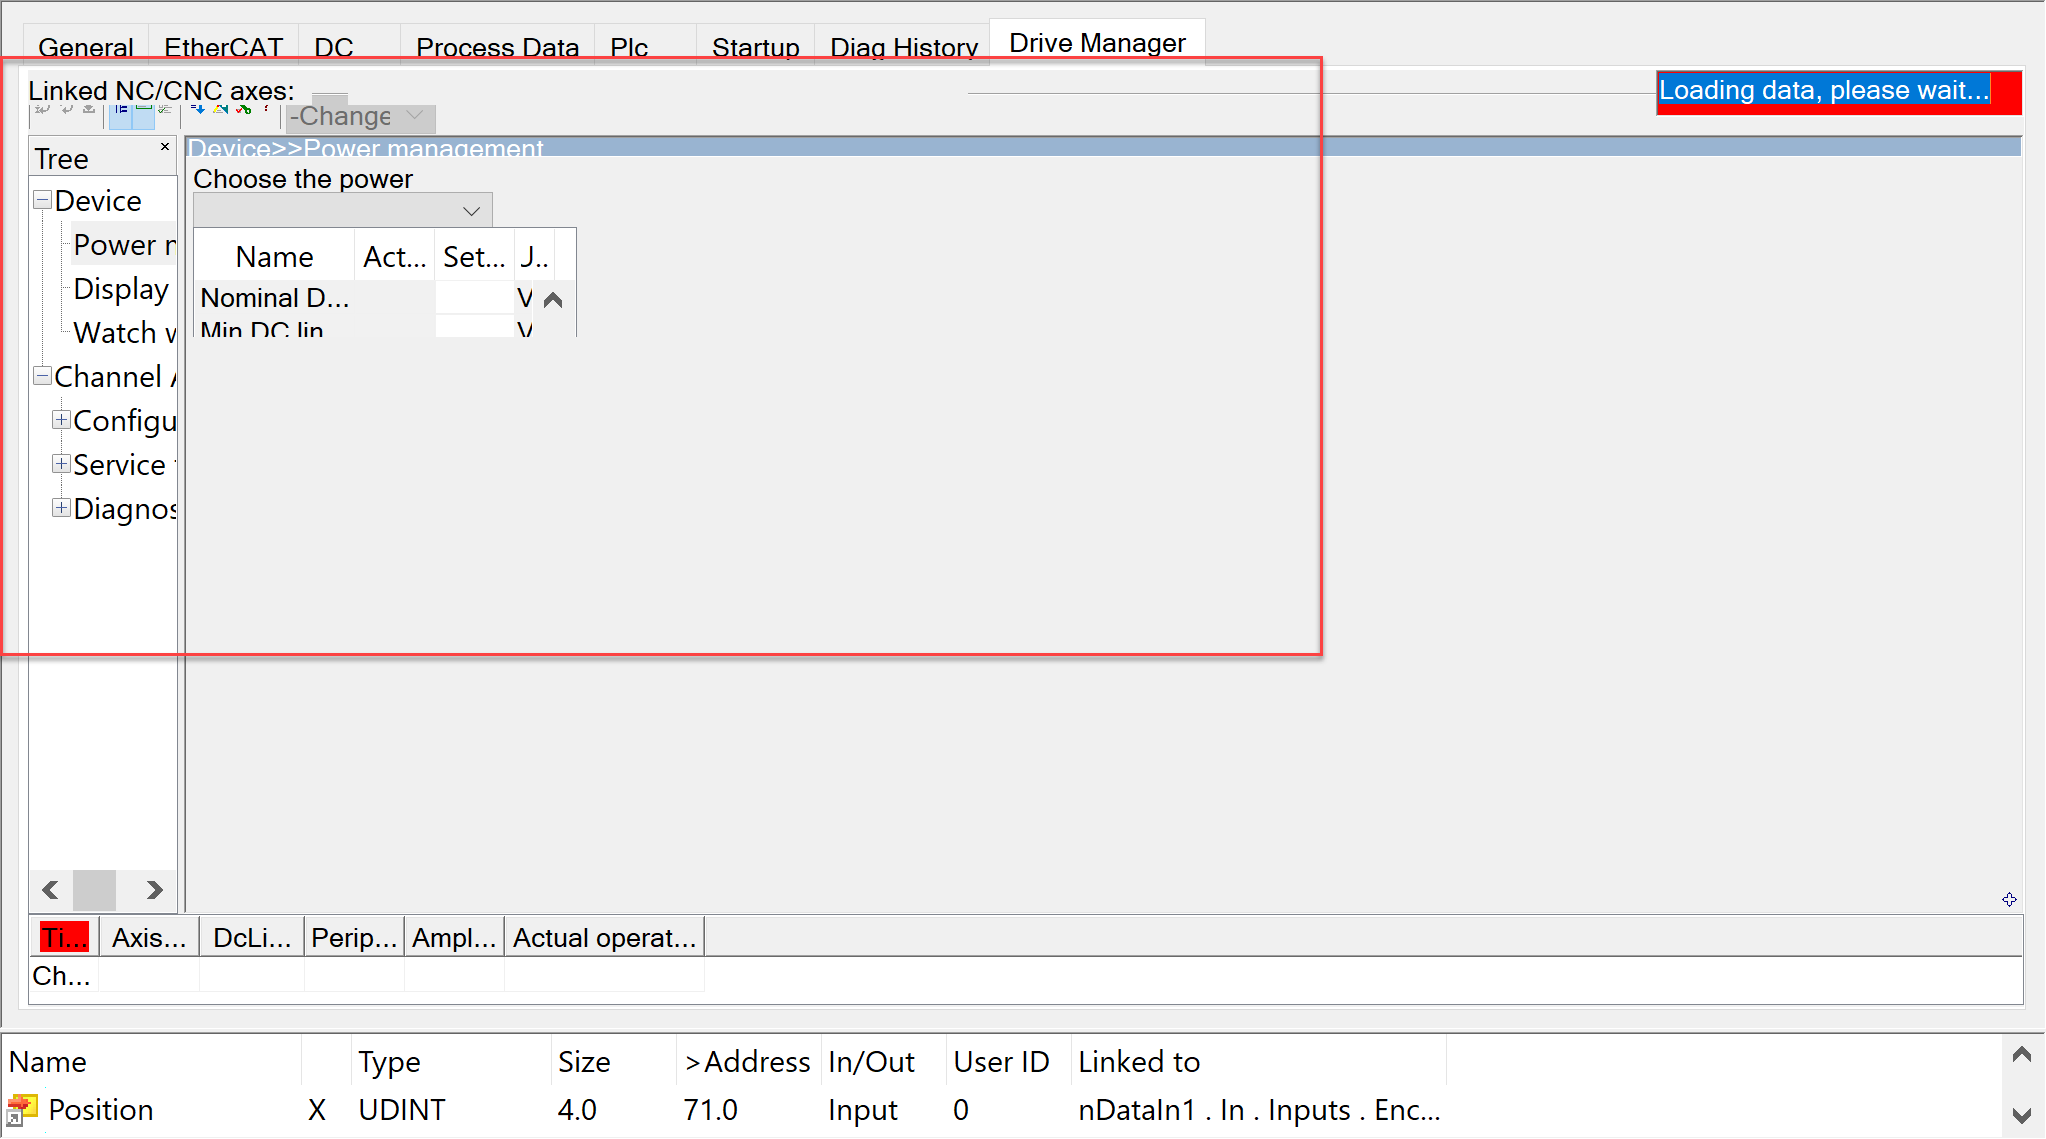 General EtherCAT DC Process Data Plc Startup Diag History Drive Manager
Linked NC/CNC axes:
Loading data, please wait...
-Change
Device>>Power management
Tree
Choose the power
Device
Power
Display
Watch
Channel
Configu
Service
Diagnos
Name Act... Set...
Nominal D... V
Min DC lin V
Ti... Axis... DcLi... Perip... Ampl... Actual operat...
Ch...
Name Type Size >Address In/Out User ID Linked to
Position X UDINT 4.0 71.0 Input 0 nDataIn1 . In . Inputs . Enc...